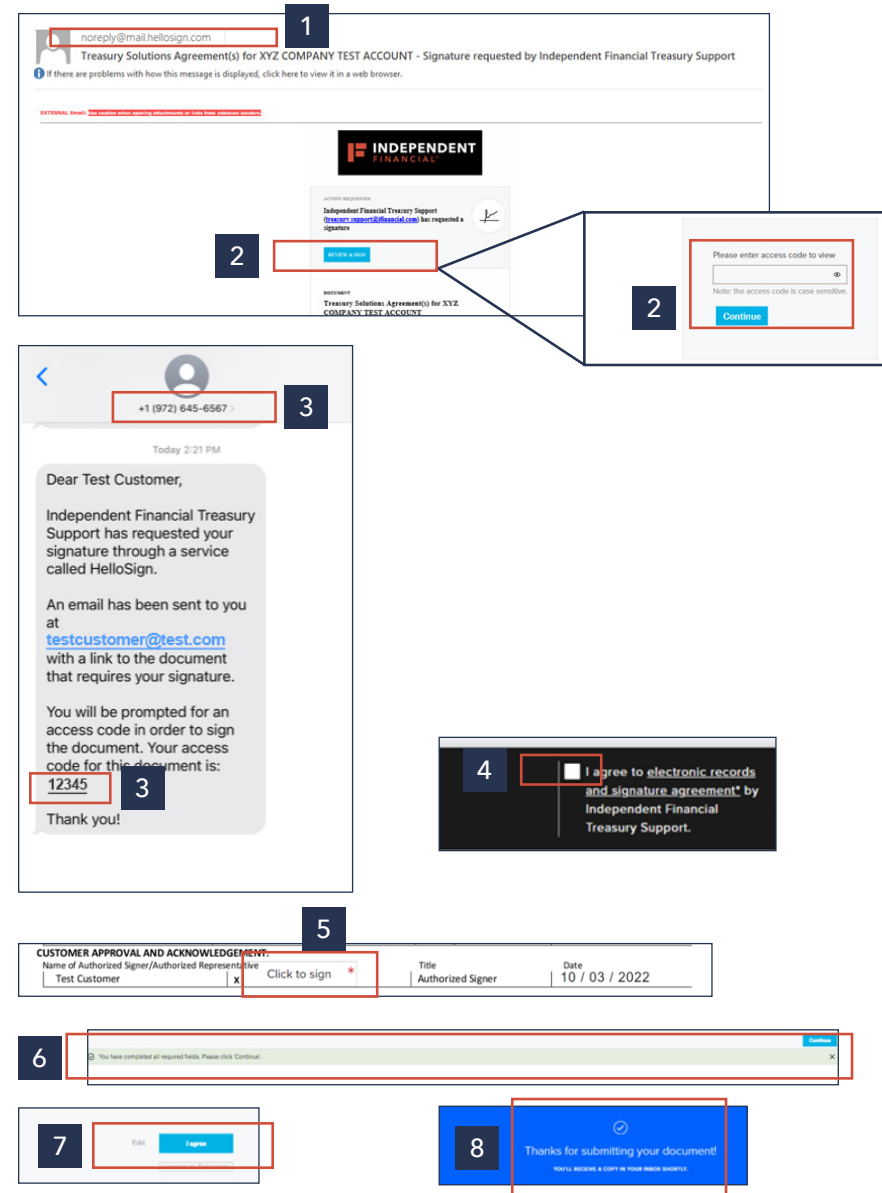 1
noreply@mail.hellosign.com
Treasury Solutions Agreement(s) for XYZ COMPANY TEST ACCOUNT - Signature requested by Independent Financial Treasury Support
If there are problems with how this message is displayed, click here to view it in a web browser.
EXTERNAL Email: Use caution when opening attachments or links from unknown senders.
INDEPENDENT
FINANCIAL
ACTION REQUESTED
Independent Financial Treasury Support
(treasury.support@ifinancial.com) has requested a
signature
2
REVIEW & SIGN
DOCUMENT
Treasury Solutions Agreement(s) for XYZ
COMPANY TEST ACCOUNT
Please enter access code to view
Note: the access code is case sensitive.
2
Continue
+1 (972) 645-6567
3
Today 2:21 PM
Dear Test Customer,
Independent Financial Treasury
Support has requested your
signature through a service
called HelloSign.
An email has been sent to you
at
testcustomer@test.com
with a link to the document
that requires your signature.
You will be prompted for an
access code in order to sign
the document. Your access
code for this document is:
12345
3
Thank you!
4
I agree to electronic records
and signature agreement* by
Independent Financial
Treasury Support.
5
CUSTOMER APPROVAL AND ACKNOWLEDGEMENT:
Name of Authorized Signer/Authorized Representative
Title
Date
Test Customer
X
Click to sign *
Authorized Signer
10 / 03 / 2022
6
Continue
You have completed all required fields. Please click 'Continue'.
7
Edit
I agree
8
Thanks for submitting your document!
YOU'LL RECEIVE A COPY IN YOUR INBOX SHORTLY.